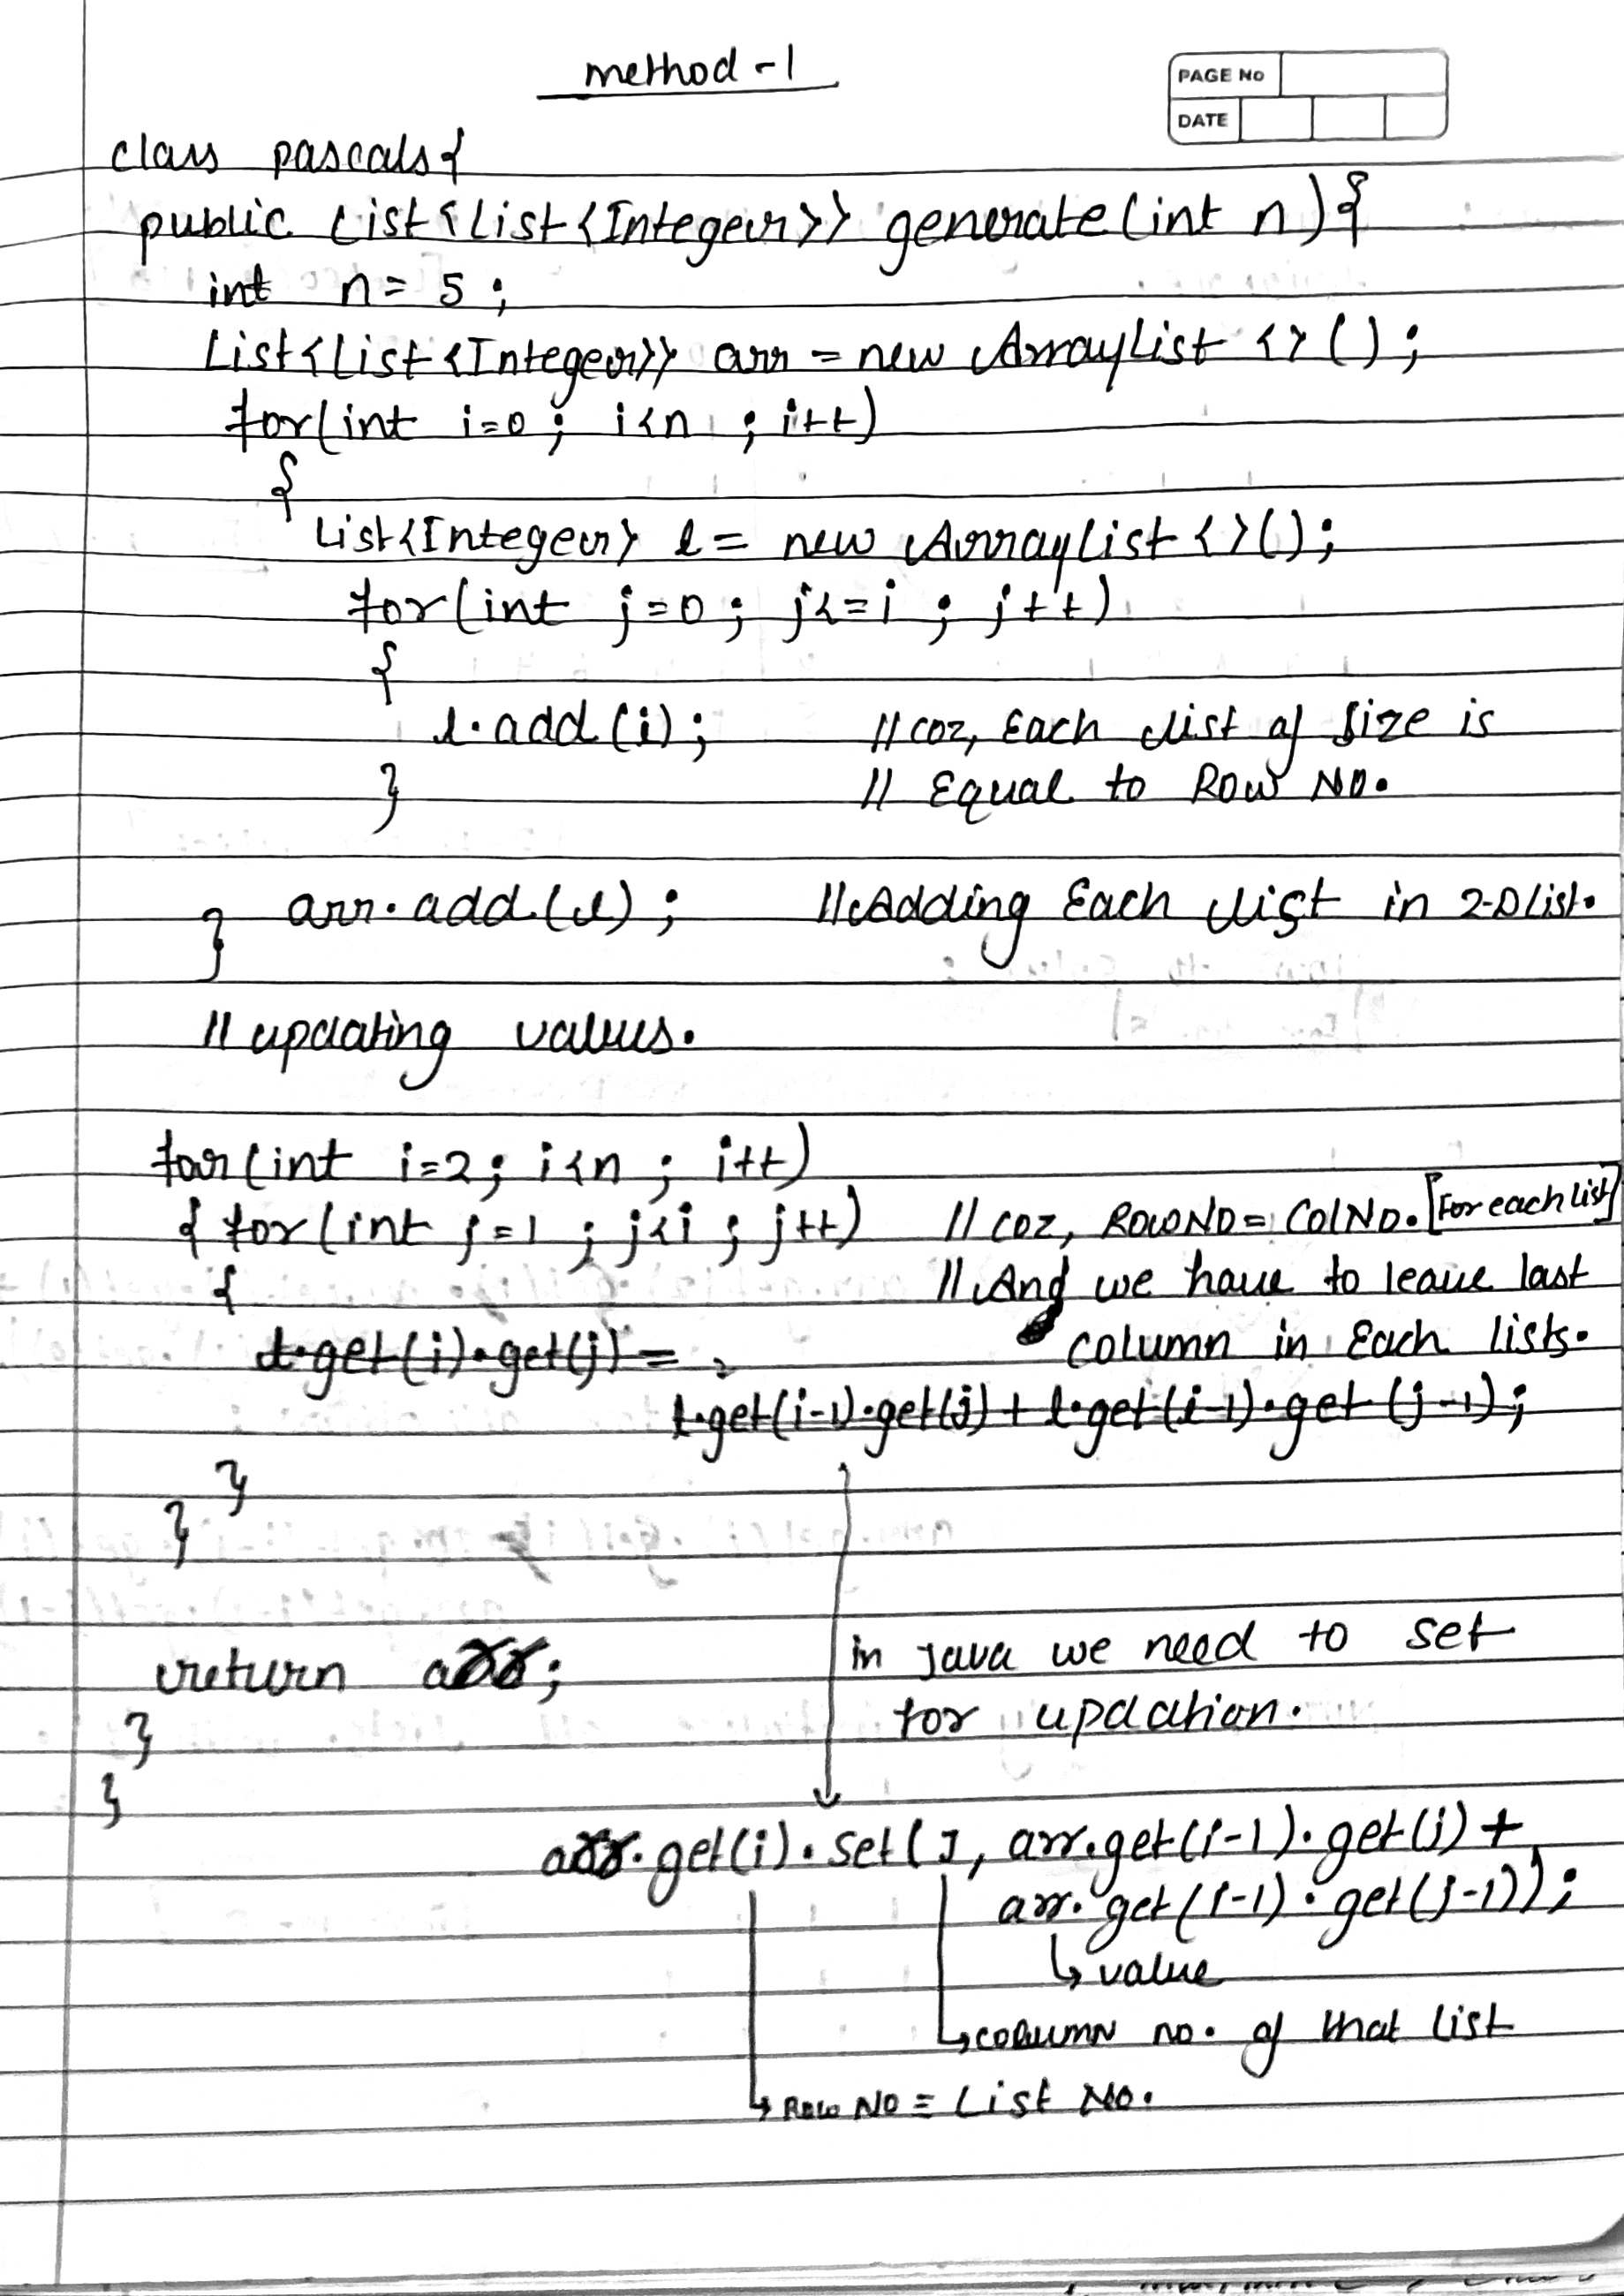 method - 1
PAGE No
DATE
class pascals{
public List<List<Integer>> generate(int n){
int n = 5;
List<List<Integer>> arr = new ArrayList<>();
for(int i=0; i<n; i++)
{
List<Integer> l = new ArrayList<>();
for(int j=0; j<=i; j++)
{
l.add(i); // coz, Each list of size is
} // Equal to Row No.
arr.add(l); // Adding Each list in 2-D list.
}
// updating values.
for(int i=2; i<n; i++)
{ for(int j=1; j<i; j++) // coz, RowNo = ColNo. [For each list]
{ // And we have to leave last
l.get(i).get(j) = column in Each lists.
l.get(i-1).get(j) + l.get(i-1).get(j-1);
}
}
return arr; in java we need to set
for updation.
}
}
arr.get(i).set(J, arr.get(i-1).get(j) +
arr.get(i-1).get(j-1));
↳ value
↳ column no. of that list
↳ Row No = List No.